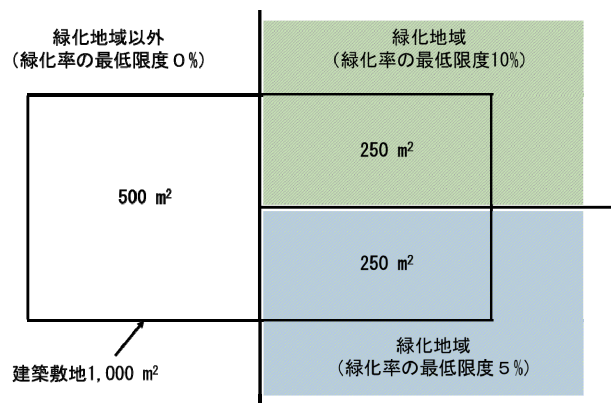 緑化地域以外
（緑化率の最低限度０%）
緑化地域
（緑化率の最低限度10%）
250 m²
500 m²
250 m²
緑化地域
（緑化率の最低限度５%）
建築敷地1,000 m²